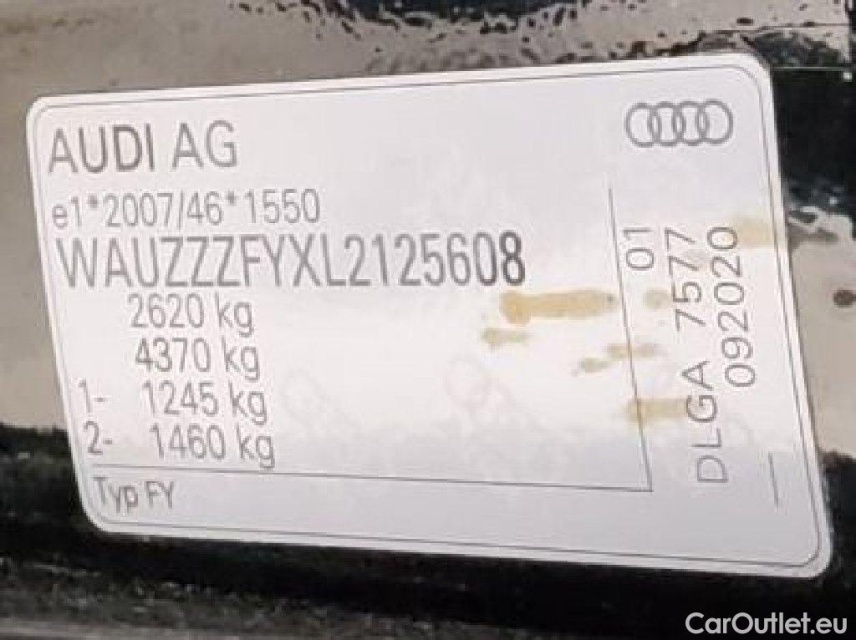 AUDI AG
e1*2007/46*1550
WAUZZZFYXL2125608
2620 kg
4370 kg
1- 1245 kg
2- 1460 kg
Typ FY
01
DLGA 7577
092020
CarOutlet.eu